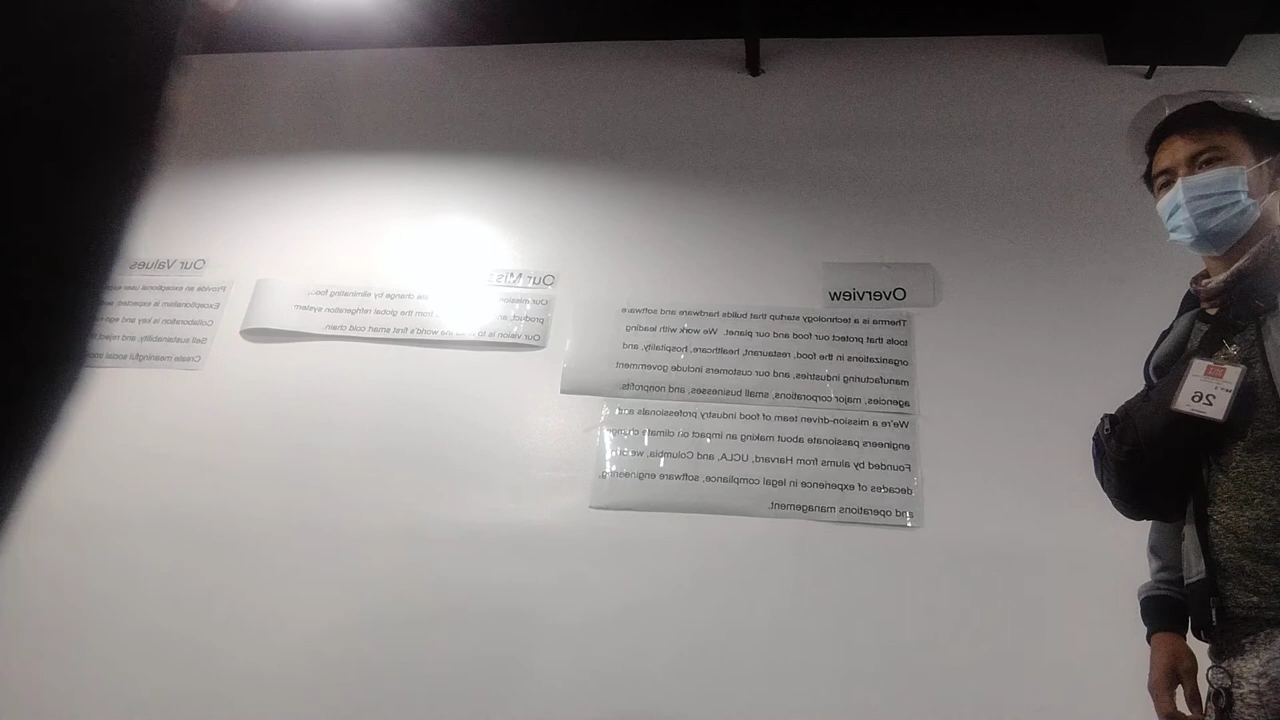 Overview
Therma is a technology startup that builds hardware and software
tools that protect our food and our planet. We work with leading
organizations in the food, restaurant, healthcare, hospitality, and
manufacturing industries, and our customers include government
agencies, major corporations, small businesses, and nonprofits.
We're a mission-driven team of food industry professionals and
engineers passionate about making an impact on climate change
Founded by alums from Harvard, UCLA, and Columbia, we
decades of experience in legal compliance, software engineering,
and operations management.
Our Miss
Our mission change by eliminating
product, from the global refrigeration system
Our vision is to the world's first smart cold chain.
Our Values
Provide an exceptional user
Exceptionalism is expected,
Collaboration is key and
Sell sustainability, and reject
Create meaningful social
26